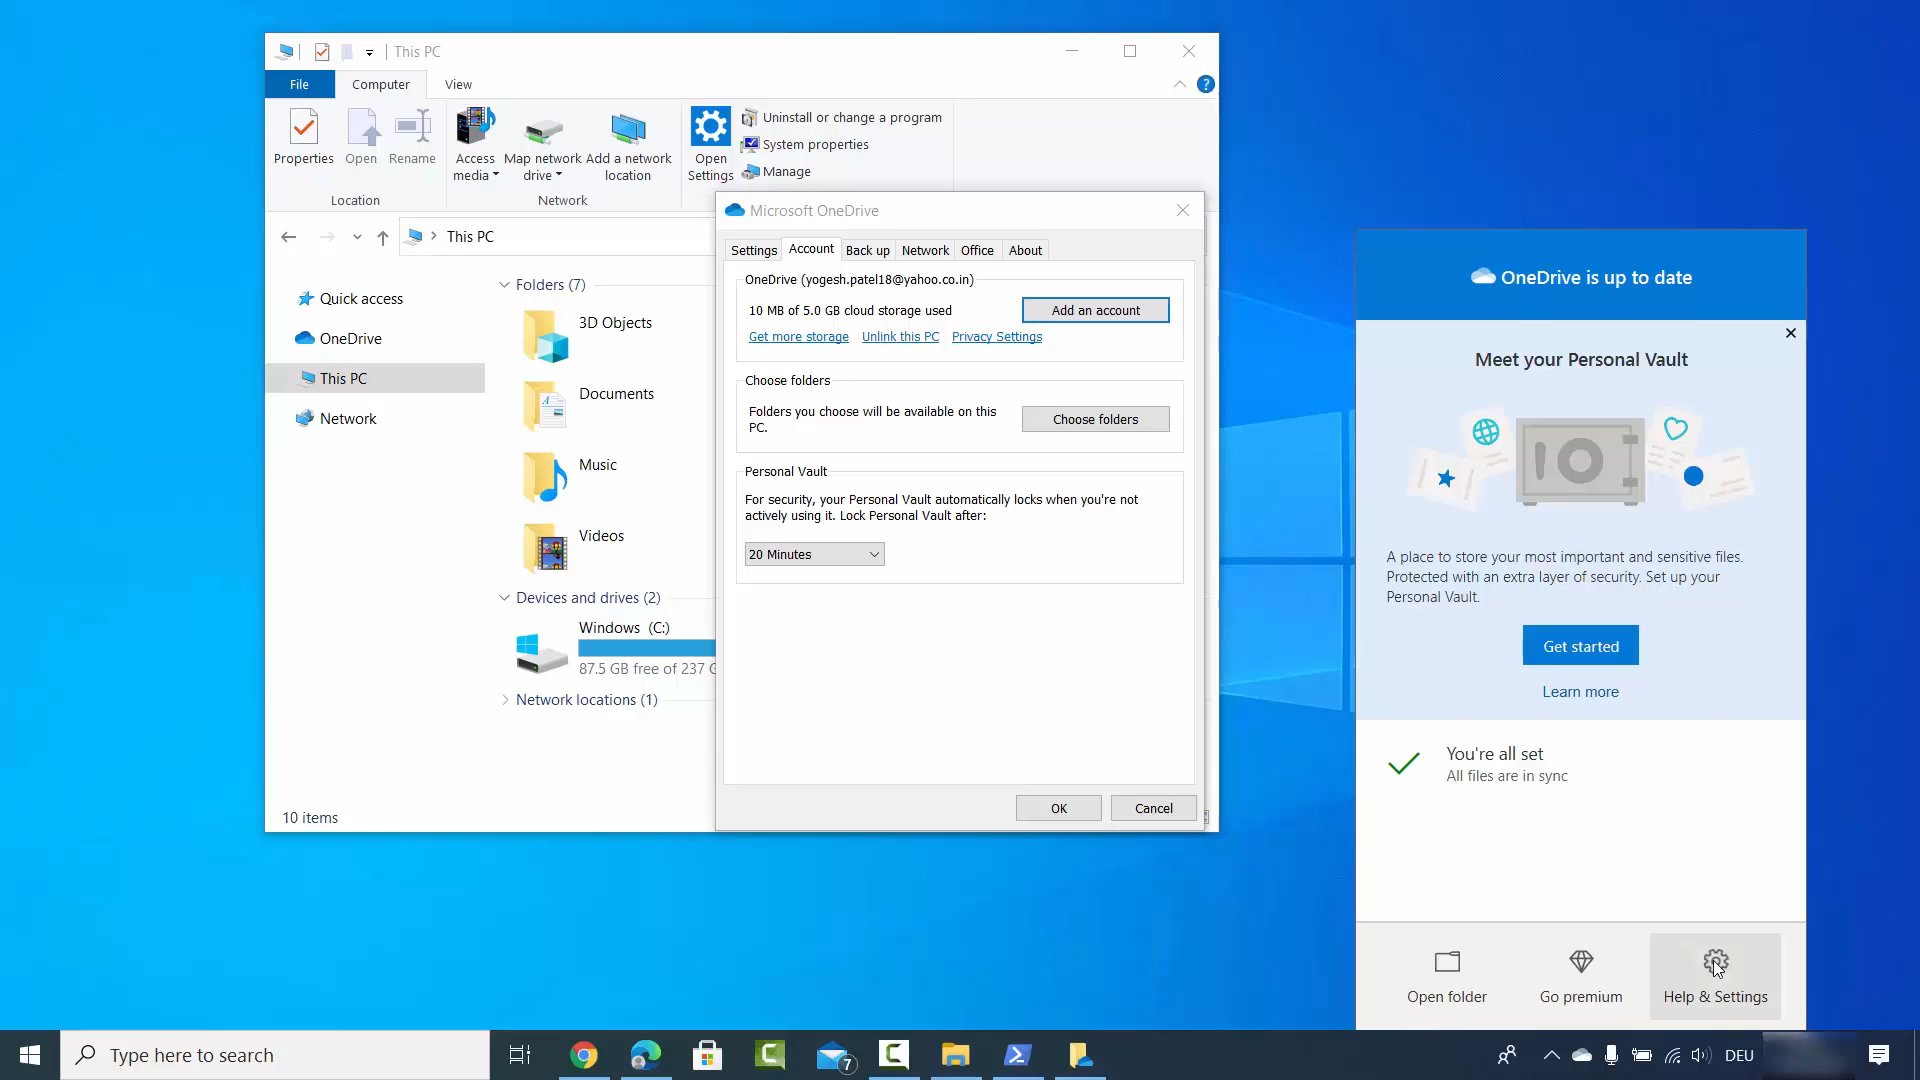 This PC
File
Computer
View
?
Properties
Open
Rename
Access media
Map network drive
Add a network location
Open Settings
Uninstall or change a program
System properties
Manage
Location
Network
This PC
Quick access
OneDrive
This PC
Network
Folders (7)
3D Objects
Documents
Music
Videos
Devices and drives (2)
Windows (C:)
87.5 GB free of 237 G
Network locations (1)
10 items
Microsoft OneDrive
Settings
Account
Back up
Network
Office
About
OneDrive (yogesh.patel18@yahoo.co.in)
10 MB of 5.0 GB cloud storage used
Add an account
Get more storage
Unlink this PC
Privacy Settings
Choose folders
Folders you choose will be available on this
PC.
Choose folders
Personal Vault
For security, your Personal Vault automatically locks when you're not
actively using it. Lock Personal Vault after:
20 Minutes
OK
Cancel
OneDrive is up to date
Meet your Personal Vault
A place to store your most important and sensitive files.
Protected with an extra layer of security. Set up your
Personal Vault.
Get started
Learn more
You're all set
All files are in sync
Open folder
Go premium
Help & Settings
Type here to search
7
DEU